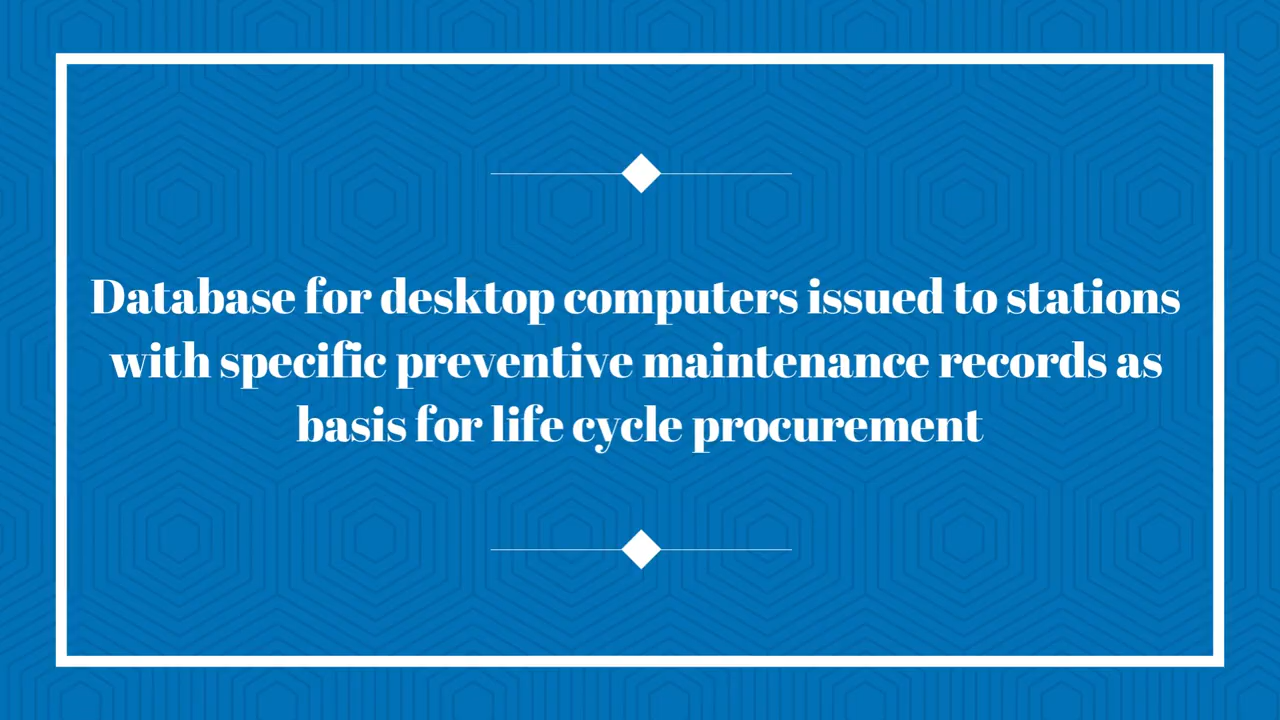 Database for desktop computers issued to stations
with specific preventive maintenance records as
basis for life cycle procurement